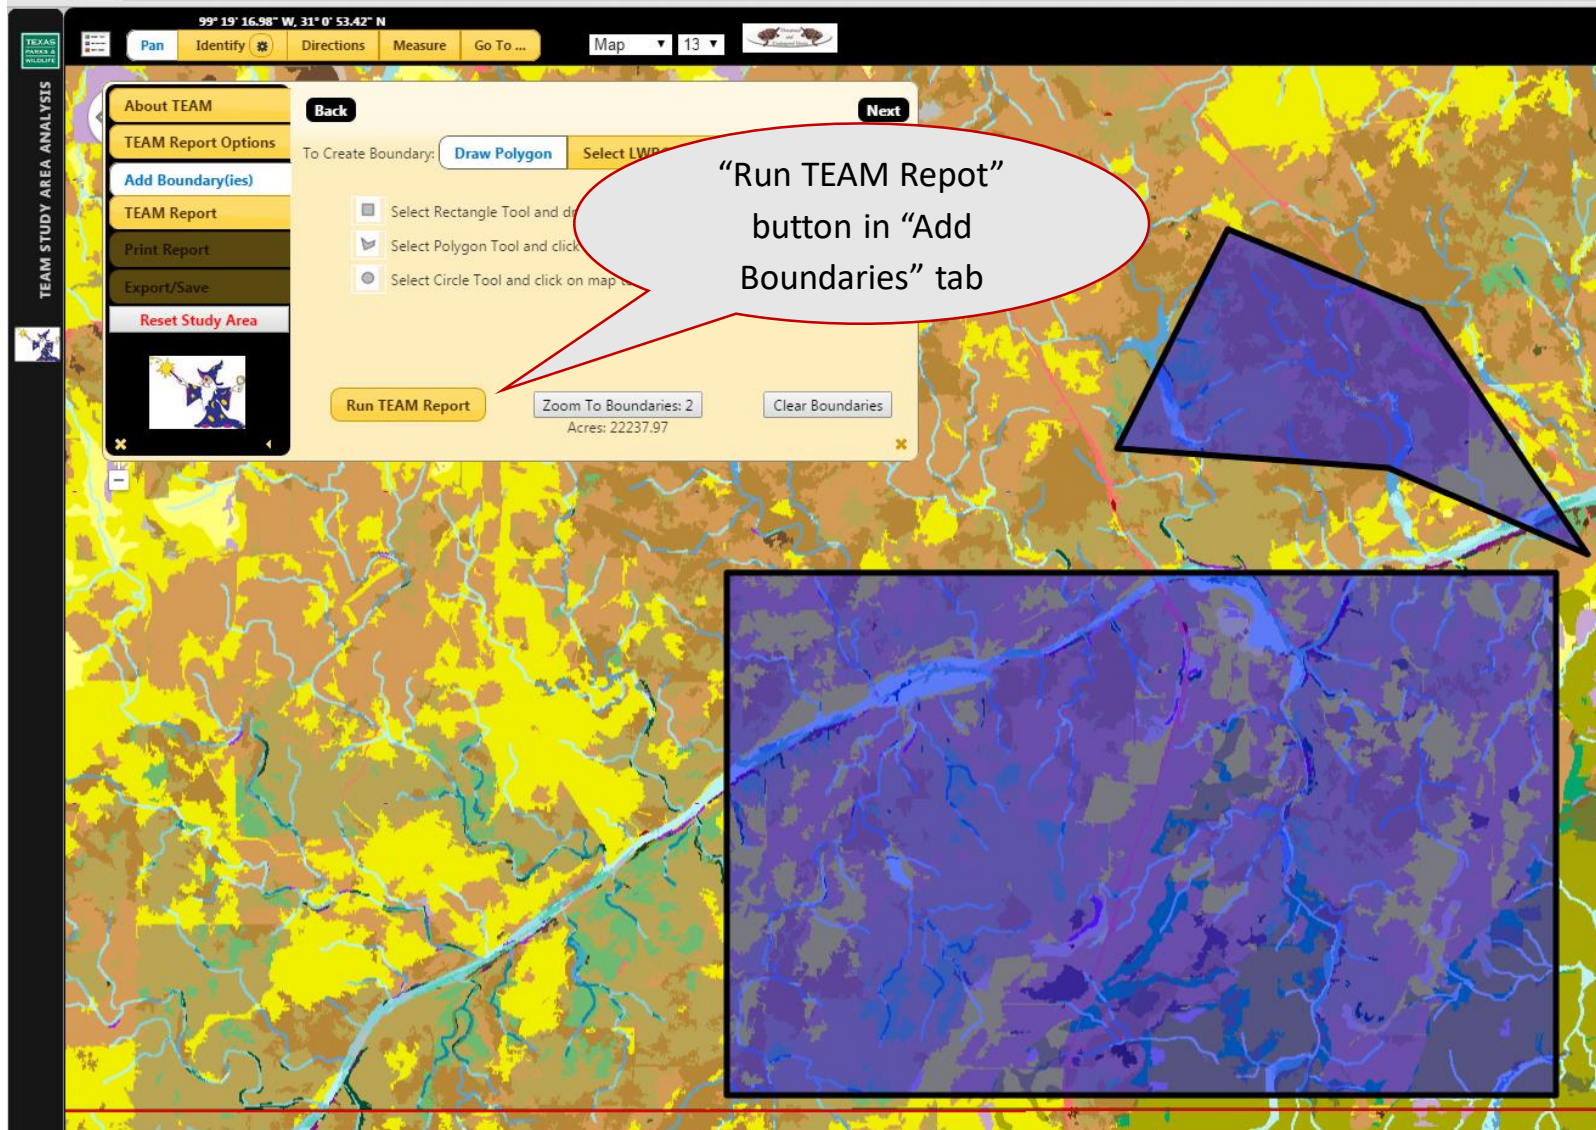 99° 19' 16.98" W, 31° 0' 53.42" N
TEXAS
PARKS &
WILDLIFE
Pan Identify Directions Measure Go To ... Map 13
TEAM STUDY AREA ANALYSIS
About TEAM
TEAM Report Options
Add Boundary(ies)
TEAM Report
Print Report
Export/Save
Reset Study Area
Back Next
To Create Boundary: Draw Polygon Select
Select Rectangle Tool and
Select Polygon Tool and click
Select Circle Tool and click on map
“Run TEAM Repot”
button in “Add
Boundaries” tab
Run TEAM Report Zoom To Boundaries: 2 Clear Boundaries
Acres: 22237.97